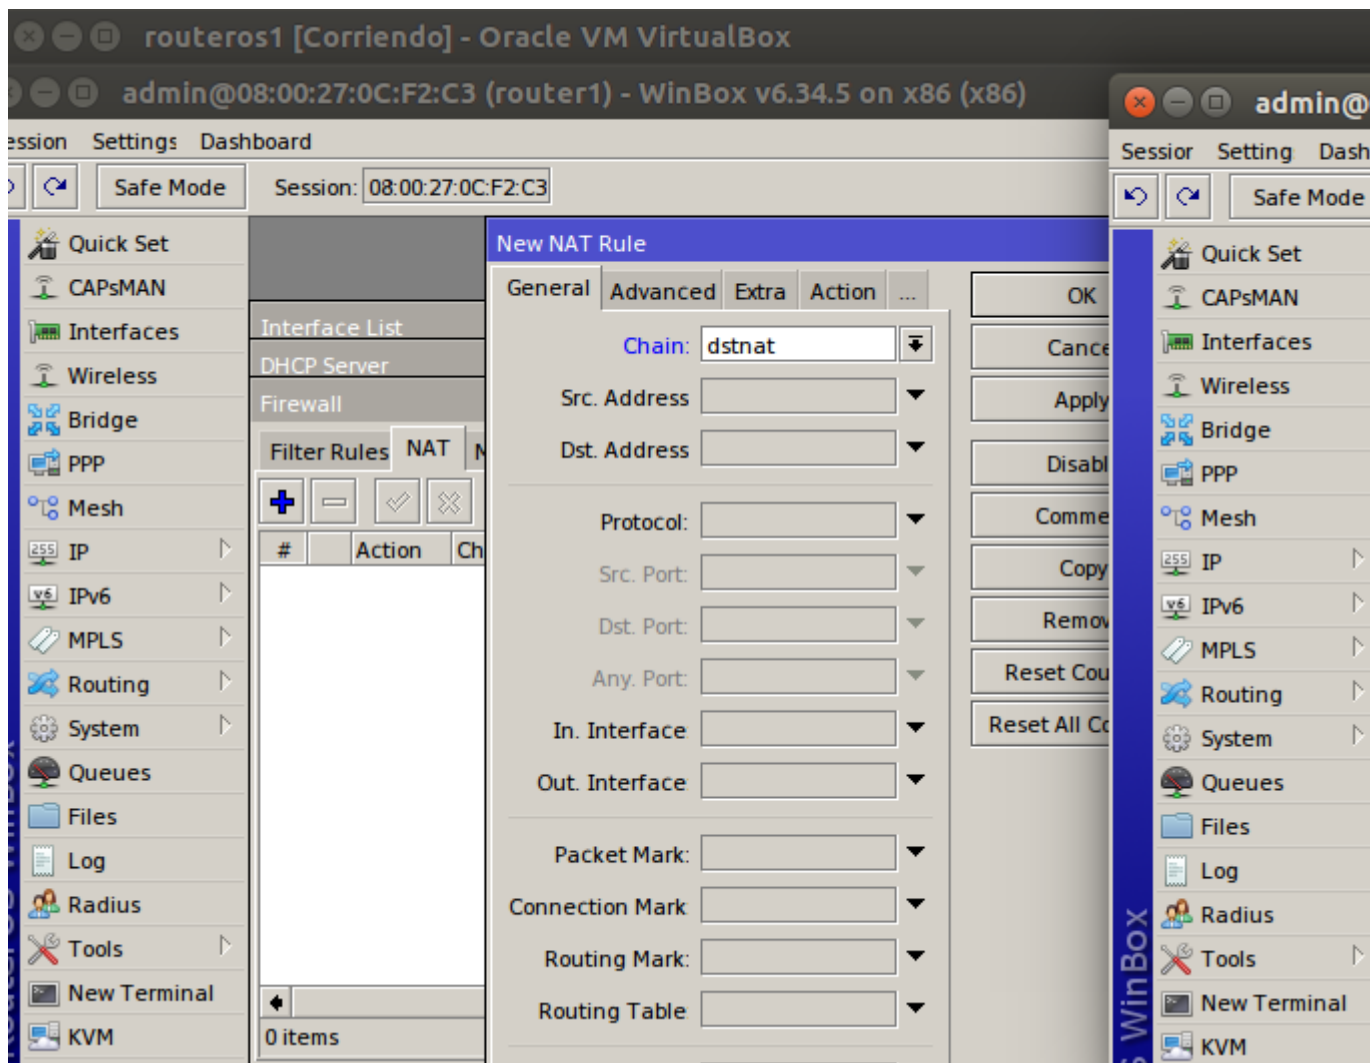 routeros1 [Corriendo] - Oracle VM VirtualBox
admin@08:00:27:0C:F2:C3 (router1) - WinBox v6.34.5 on x86 (x86)
ession Settings Dashboard
Safe Mode Session: 08:00:27:0C:F2:C3
Quick Set
CAPsMAN
Interfaces
Wireless
Bridge
PPP
Mesh
255 IP
v6 IPv6
MPLS
Routing
System
Queues
Files
Log
Radius
Tools
New Terminal
KVM
Interface List
DHCP Server
Firewall
Filter Rules NAT
# Action Ch
0 items
New NAT Rule
General Advanced Extra Action ...
Chain: dstnat
Src. Address
Dst. Address
Protocol:
Src. Port:
Dst. Port:
Any. Port:
In. Interface
Out. Interface
Packet Mark:
Connection Mark
Routing Mark:
Routing Table
OK
Cance
Apply
Disabl
Comme
Copy
Remov
Reset Cou
Reset All Co
admin@
Sessior Setting Dash
Safe Mode
Quick Set
CAPsMAN
Interfaces
Wireless
Bridge
PPP
Mesh
255 IP
v6 IPv6
MPLS
Routing
System
Queues
Files
Log
Radius
Tools
New Terminal
KVM
WinBox